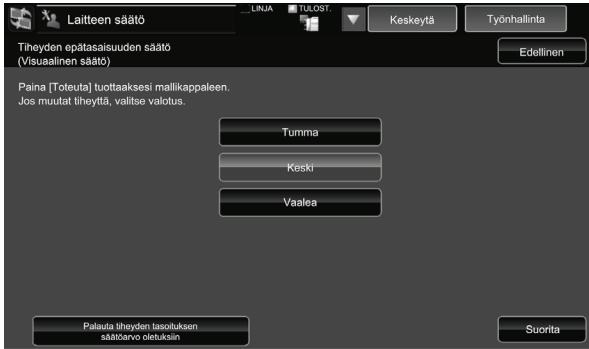 Laitteen säätö
LINJA
TULOST.
Keskeytä
Työnhallinta
Tiheyden epätasaisuuden säätö
(Visuaalinen säätö)
Edellinen
Paina [Toteuta] tuottaaksesi mallikappaleen.
Jos muutat tiheyttä, valitse valotus.
Tumma
Keski
Vaalea
Palauta tiheyden tasoituksen
säätöarvo oletuksiin
Suorita